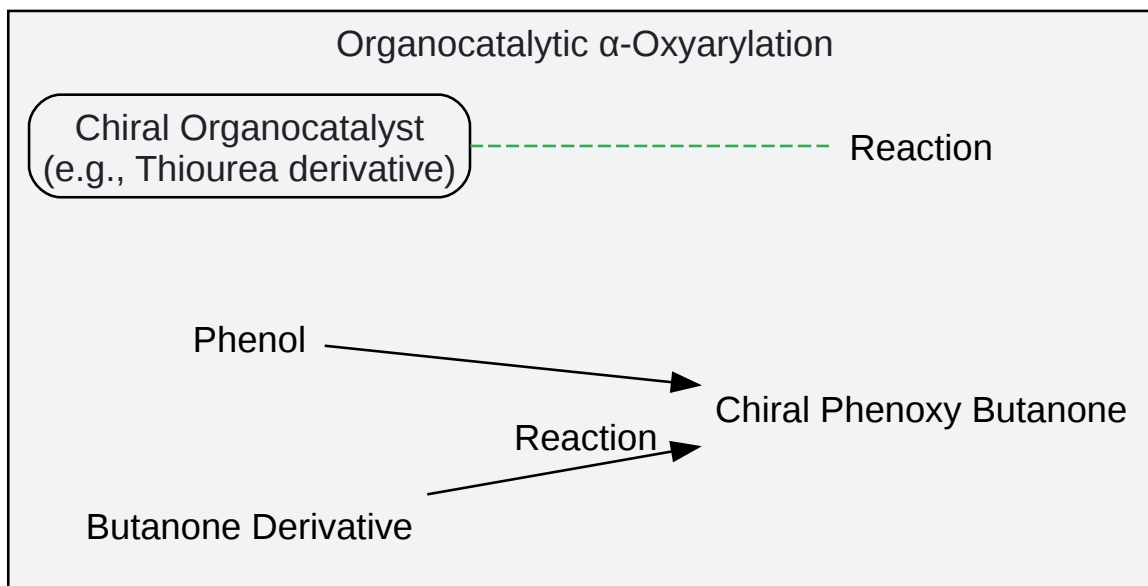 Organocatalytic α-Oxyarylation
Chiral Organocatalyst
(e.g., Thiourea derivative)
Reaction
Phenol
Chiral Phenoxy Butanone
Reaction
Butanone Derivative